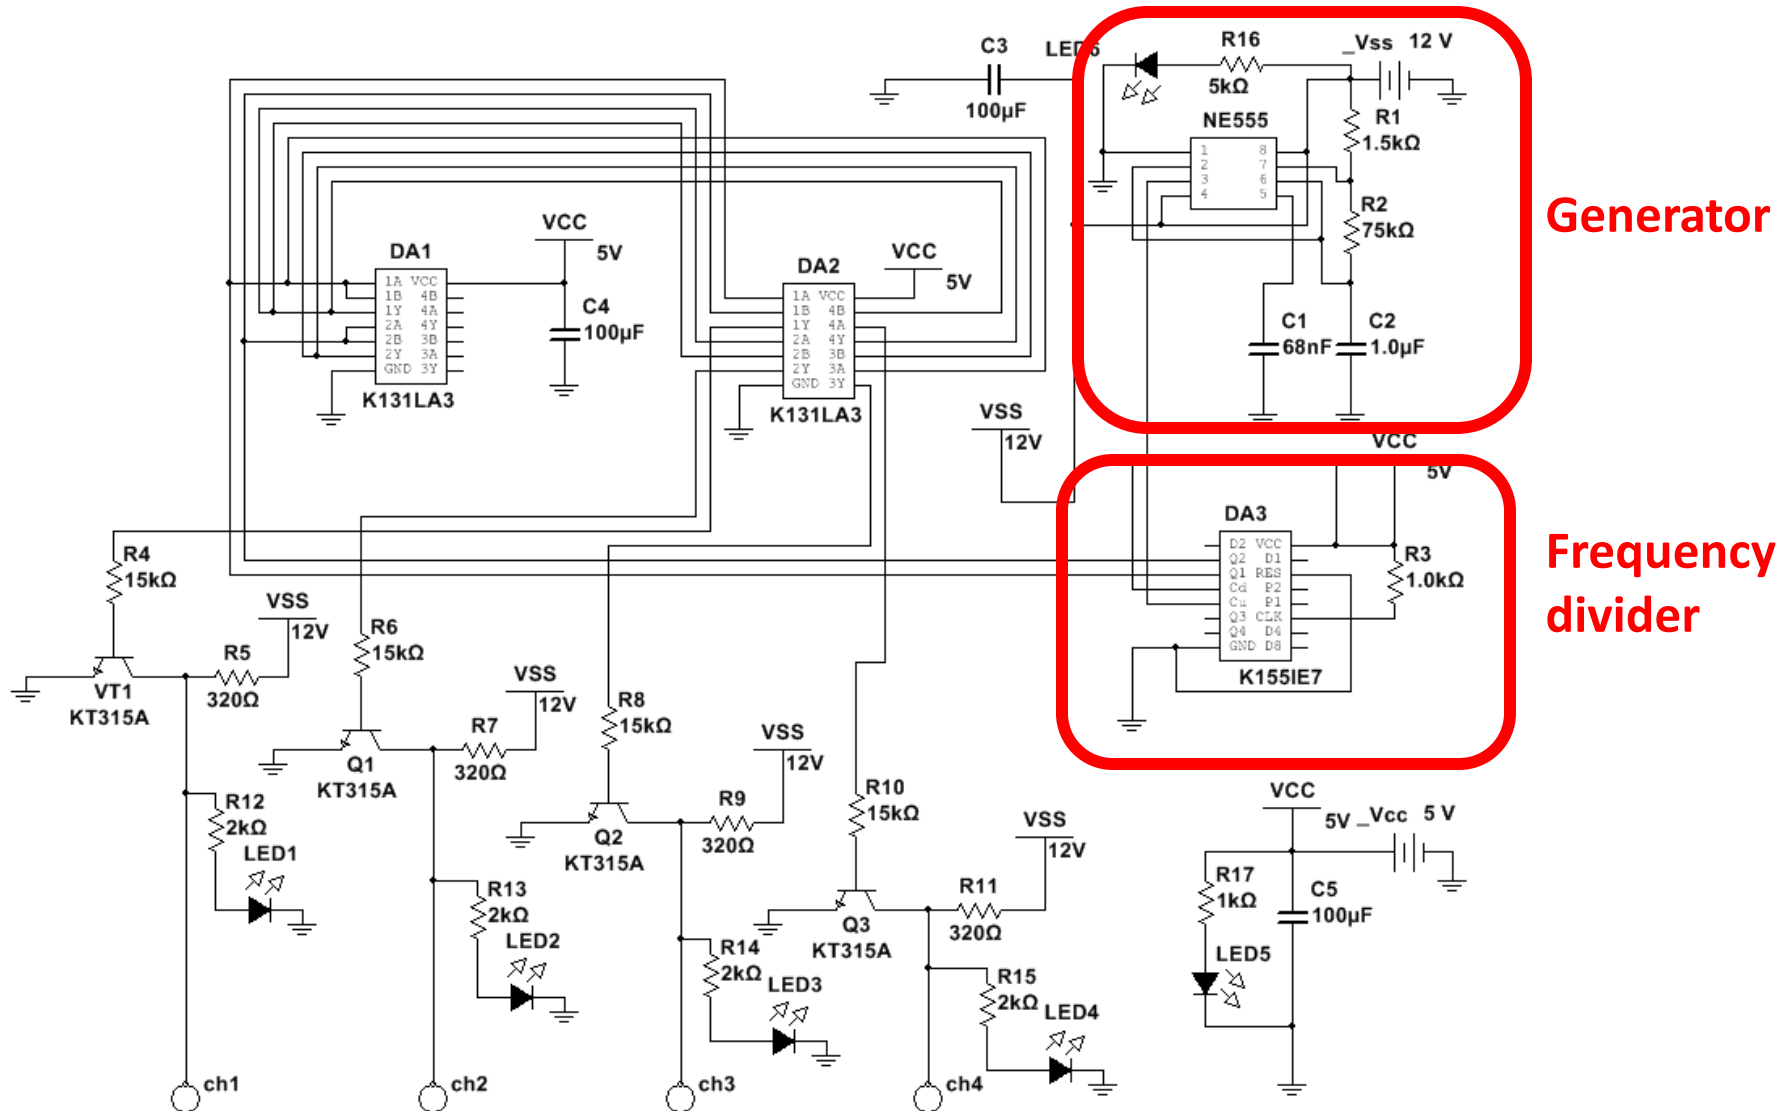 C3
100µF
LED6
R16
5kΩ
_Vss 12 V
R1
1.5kΩ
NE555
1 8
2 7
3 6
4 5
R2
75kΩ
C1
68nF
C2
1.0µF
Generator
DA1
VCC
5V
1A VCC
1B 4B
1Y 4A
2A 4Y
2B 3B
2Y 3A
GND 3Y
K131LA3
C4
100µF
DA2
VCC
5V
1A VCC
1B 4B
1Y 4A
2A 4Y
2B 3B
2Y 3A
GND 3Y
K131LA3
VSS
12V
VCC
5V
DA3
D2 VCC
Q2 D1
Q1 RES
Cd P2
Cu P1
Q3 CLK
Q4 D4
GND D8
K155IE7
R3
1.0kΩ
Frequency
divider
R4
15kΩ
VSS
12V
R5
320Ω
VT1
KT315A
R12
2kΩ
LED1
ch1
R6
15kΩ
VSS
12V
R7
320Ω
Q1
KT315A
R13
2kΩ
LED2
ch2
R8
15kΩ
VSS
12V
R9
320Ω
Q2
KT315A
R14
2kΩ
LED3
ch3
R10
15kΩ
VSS
12V
R11
320Ω
Q3
KT315A
R15
2kΩ
LED4
ch4
VCC
5V
_Vcc 5 V
R17
1kΩ
C5
100µF
LED5